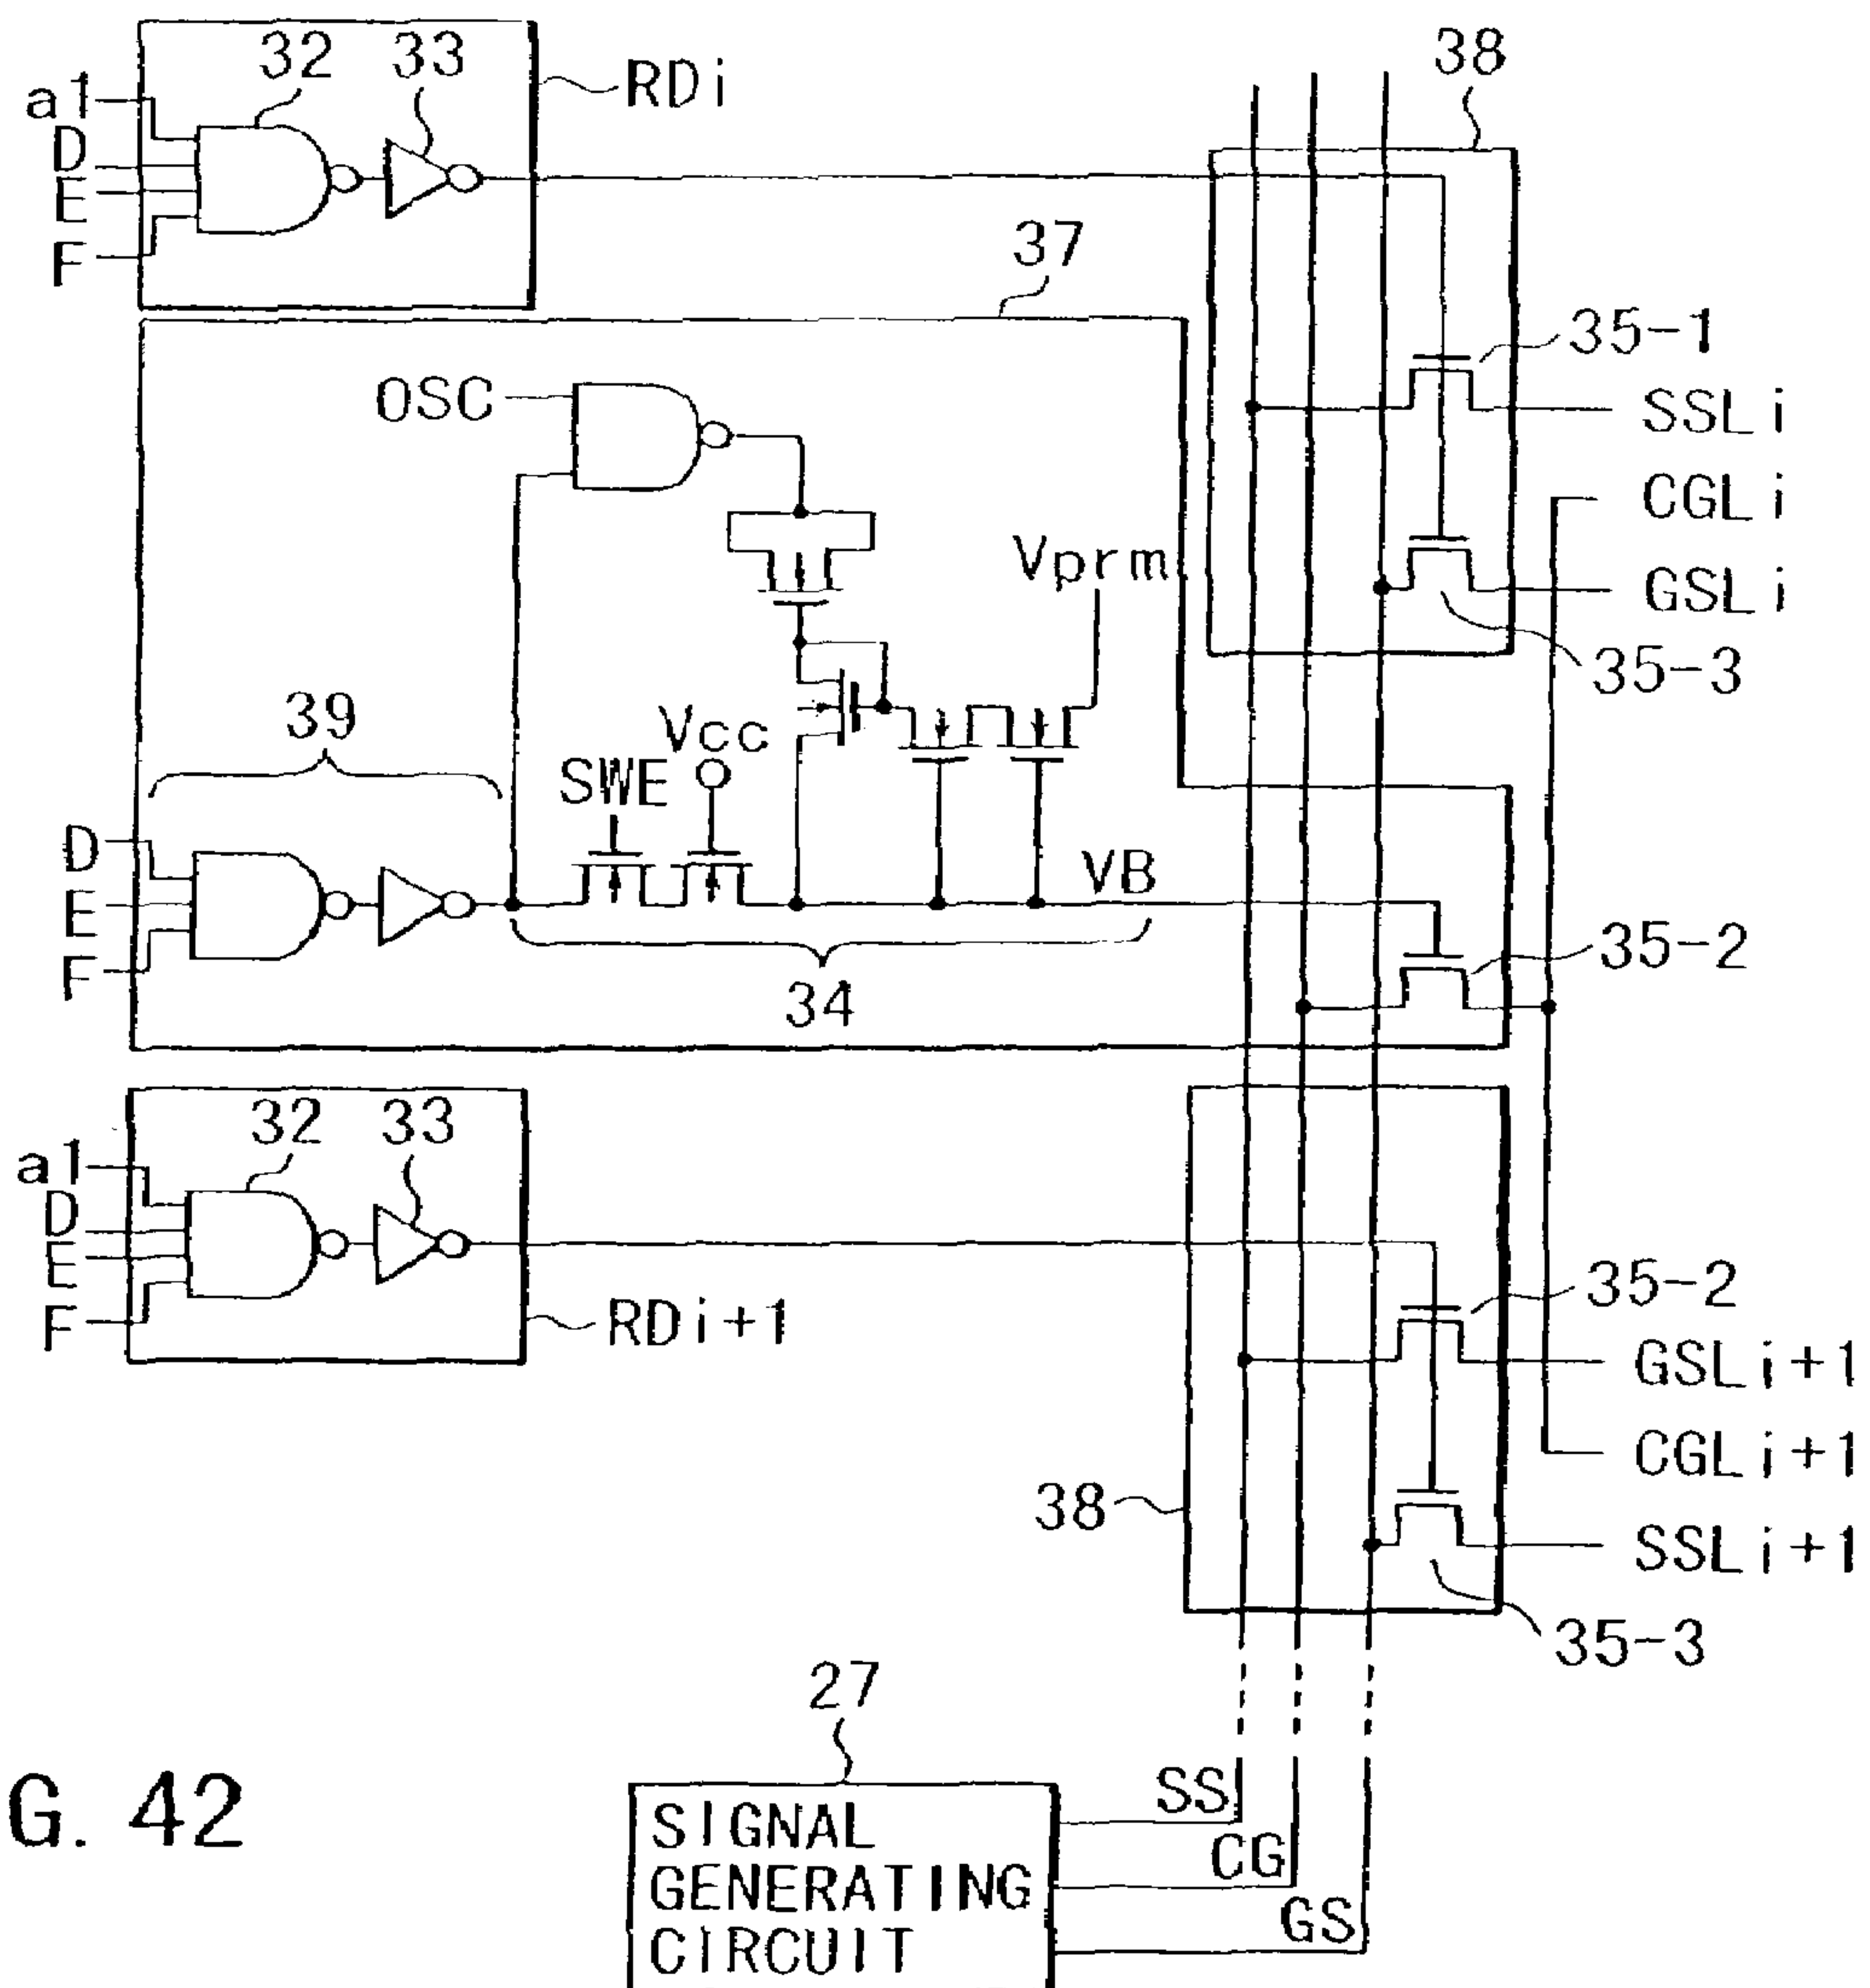 32
33
RDi
a1
D
E
F
38
37
35-1
SSLi
CGLi
GSLi
35-3
OSC
Vprm
39
Vcc
SWE
D
E
F
VB
34
35-2
32
33
a1
D
E
F
RDi+1
35-2
GSLi+1
CGLi+1
SSLi+1
38
35-3
27
SIGNAL
GENERATING
CIRCUIT
SS
CG
GS
G. 42